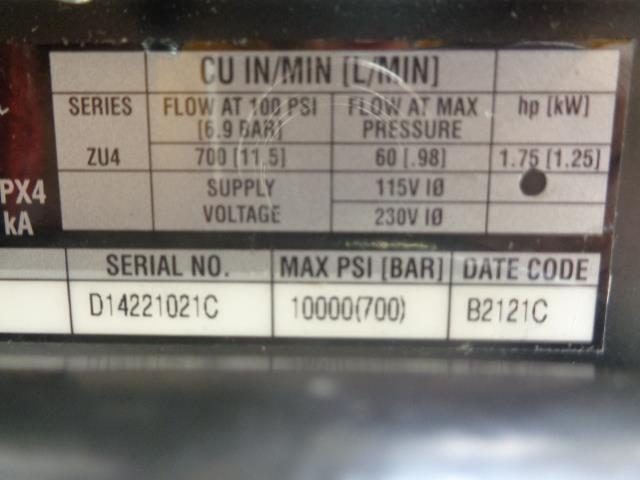 CU IN/MIN [L/MIN]
SERIES FLOW AT 100 PSI FLOW AT MAX hp [kW]
[6.9 BAR] PRESSURE
ZU4 700 [11.5] 60 [.98] 1.75 [1.25]
PX4 SUPPLY 115V 1Ø
kA VOLTAGE 230V 1Ø
SERIAL NO. MAX PSI [BAR] DATE CODE
D14221021C 10000(700) B2121C